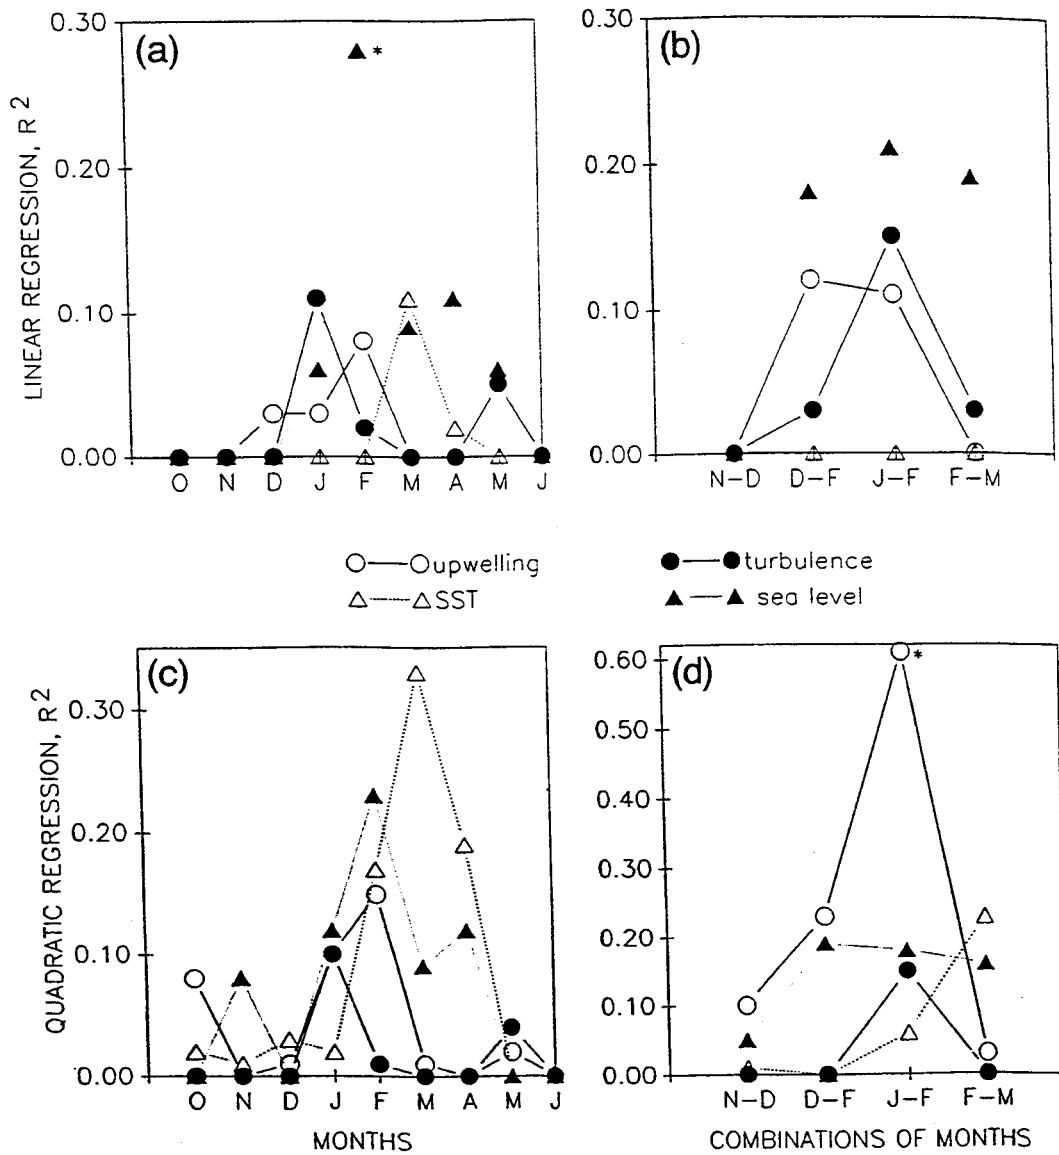 (a)
0.30
0.20
0.10
0.00
LINEAR REGRESSION, R2
*
O N D J F M A M J
(b)
0.30
0.20
0.10
0.00
N-D D-F J-F F-M
upwelling
SST
turbulence
sea level
(c)
0.30
0.20
0.10
0.00
QUADRATIC REGRESSION, R2
O N D J F M A M J
MONTHS
(d)
0.60
0.50
0.40
0.30
0.20
0.10
0.00
*
N-D D-F J-F F-M
COMBINATIONS OF MONTHS